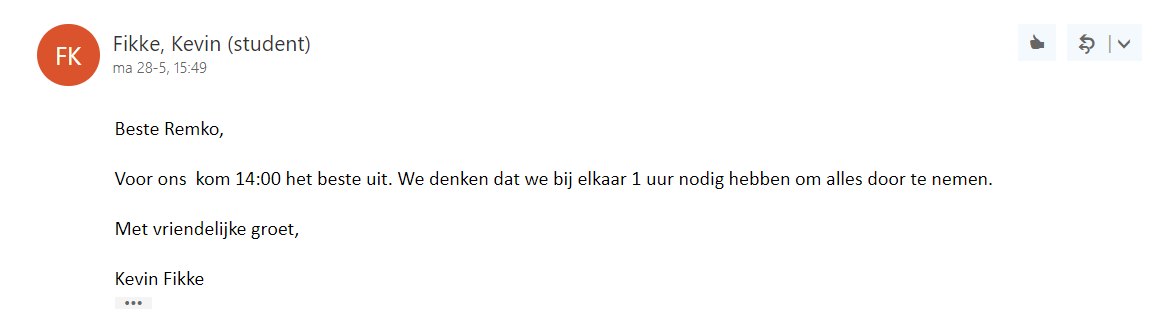 FK
Fikke, Kevin (student)
ma 28-5, 15:49
Beste Remko,
Voor ons  kom 14:00 het beste uit. We denken dat we bij elkaar 1 uur nodig hebben om alles door te nemen.
Met vriendelijke groet,
Kevin Fikke